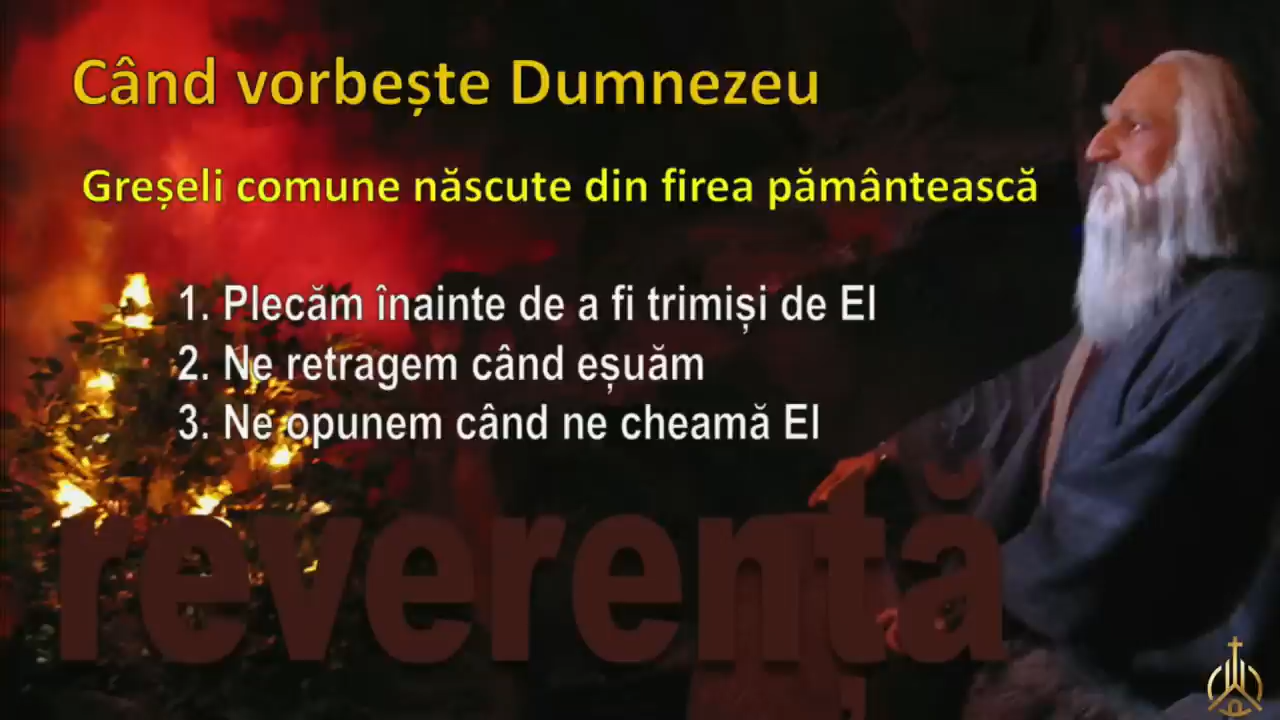 Când vorbește Dumnezeu
Greșeli comune născute din firea pământească
1. Plecăm înainte de a fi trimiși de El
2. Ne retragem când eșuăm
3. Ne opunem când ne cheamă El
reverență